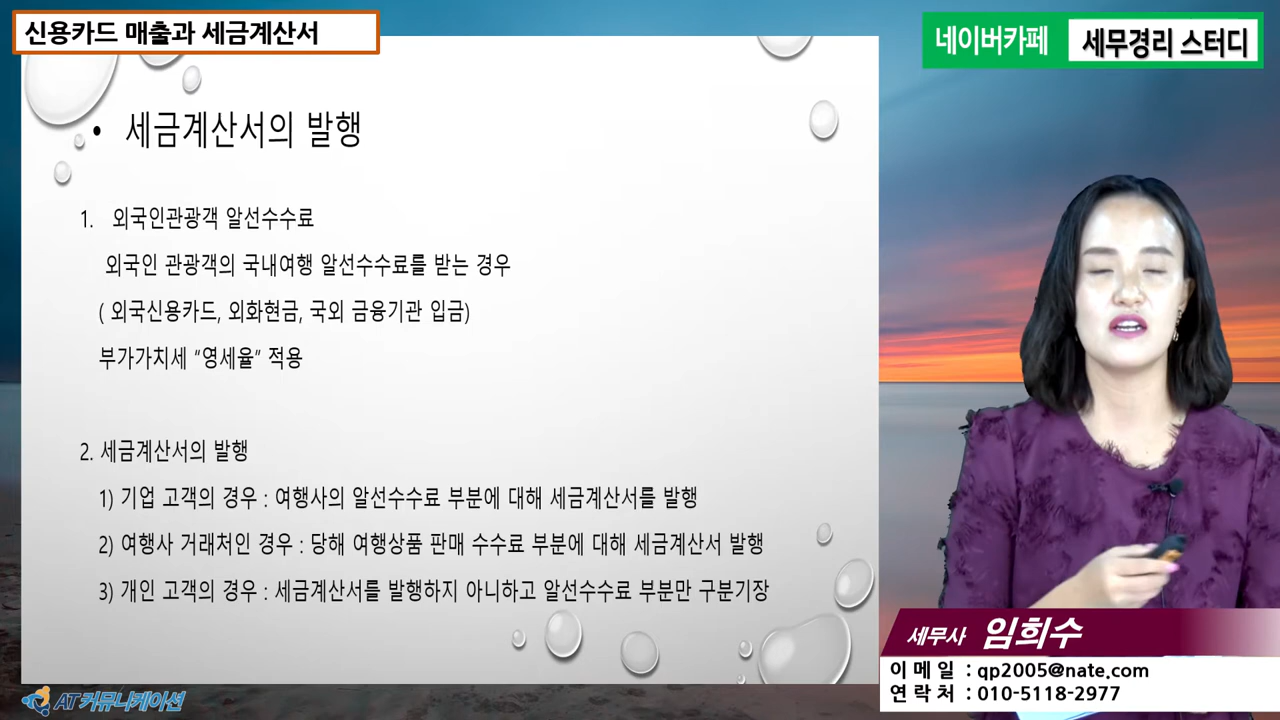 신용카드 매출과 세금계산서
네이버카페 세무경리 스터디
• 세금계산서의 발행
1. 외국인관광객 알선수수료
외국인 관광객의 국내여행 알선수수료를 받는 경우
( 외국신용카드, 외화현금, 국외 금융기관 입금)
부가가치세 “영세율” 적용
2. 세금계산서의 발행
1) 기업 고객의 경우 : 여행사의 알선수수료 부분에 대해 세금계산서를 발행
2) 여행사 거래처인 경우 : 당해 여행상품 판매 수수료 부분에 대해 세금계산서 발행
3) 개인 고객의 경우 : 세금계산서를 발행하지 아니하고 알선수수료 부분만 구분기장
세무사 임희수
이 메 일 : qp2005@nate.com
연 락 처 : 010-5118-2977
AT커뮤니케이션